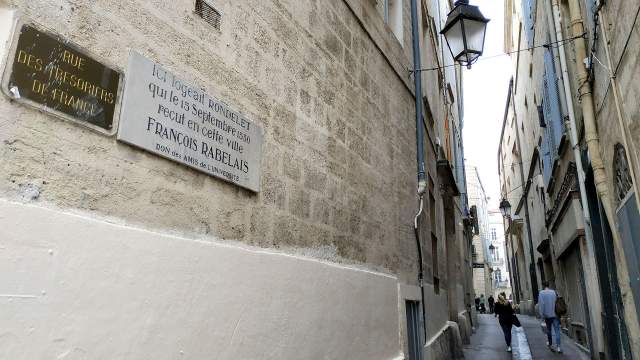 RUE
DES TRESORIERS
DE FRANCE
Ici logeait RONDELET
qui le 15 Septembre 1530
reçut en cette ville
FRANÇOIS RABELAIS
DON des AMIS de L'UNIVERSITÉ